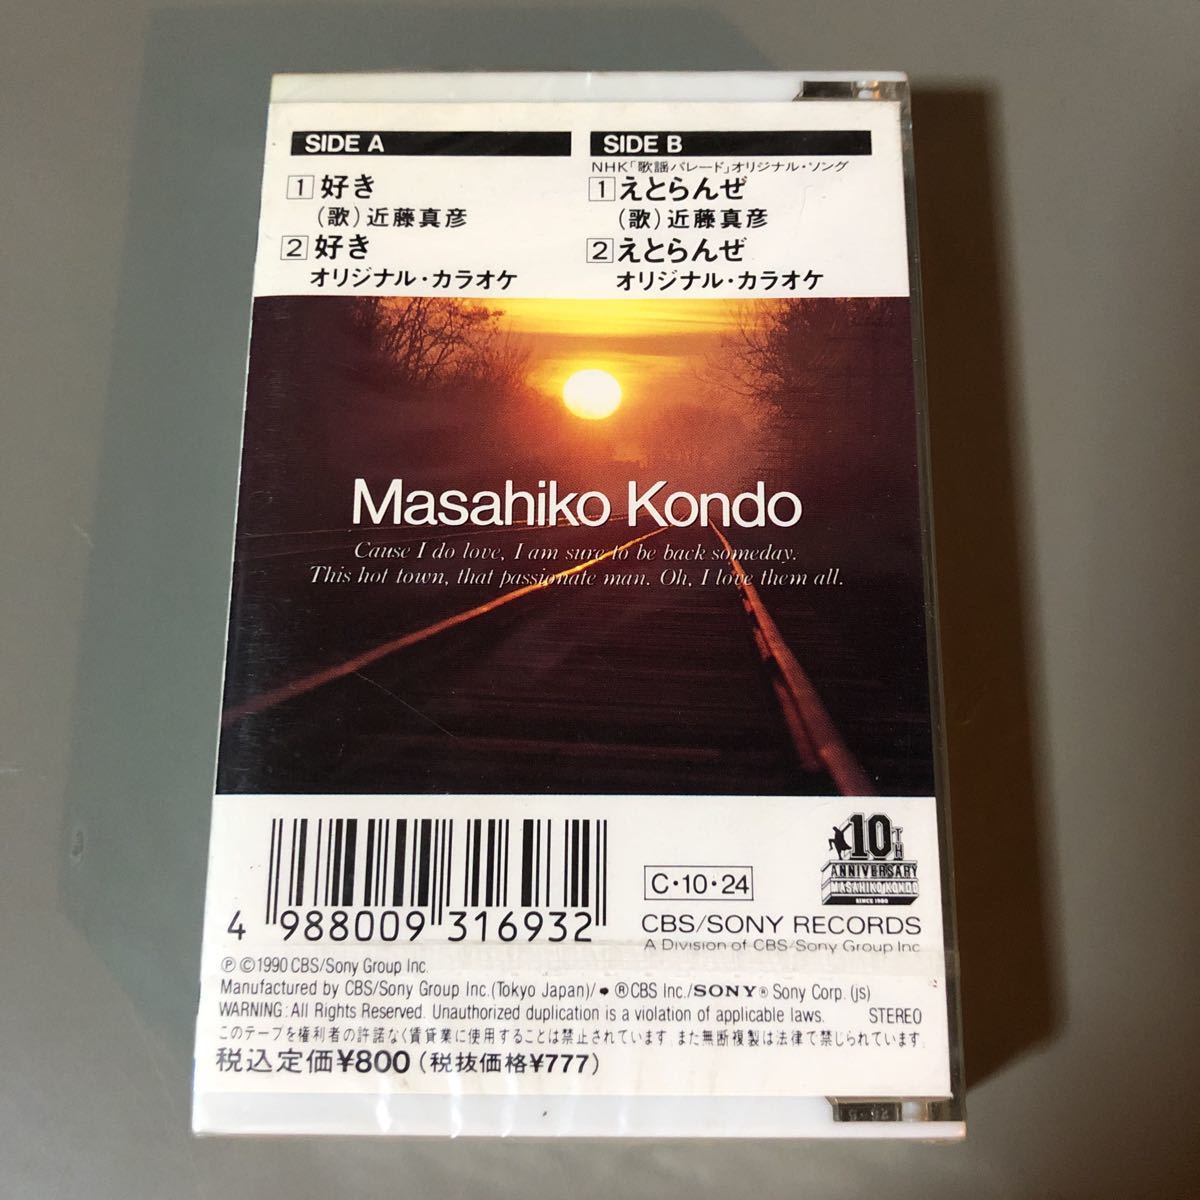 SIDE A
1 好き
(歌)近藤真彦
2 好き
オリジナル・カラオケ
SIDE B
NHK「歌謡パレード」オリジナル・ソング
1 えとらんぜ
(歌)近藤真彦
2 えとらんぜ
オリジナル・カラオケ
Masahiko Kondo
Cause I do love, I am sure to be back someday.
This hot town, that passionate man. Oh, I love them all.
4 988009 316932
C・10・24
CBS/SONY RECORDS
A Division of CBS/Sony Group Inc
10TH
ANNIVERSARY
MASAHIKO KONDO
SINCE 1980
Ⓟ ©1990 CBS/Sony Group Inc.
Manufactured by CBS/Sony Group Inc.(Tokyo Japan)/ ® CBS Inc./SONY® Sony Corp. (js)
WARNING: All Rights Reserved. Unauthorized duplication is a violation of applicable laws. STEREO
このテープを権利者の許諾なく賃貸業に使用することは禁止されています。また無断複製は法律で禁じられています。
税込定価¥800(税抜価格¥777)